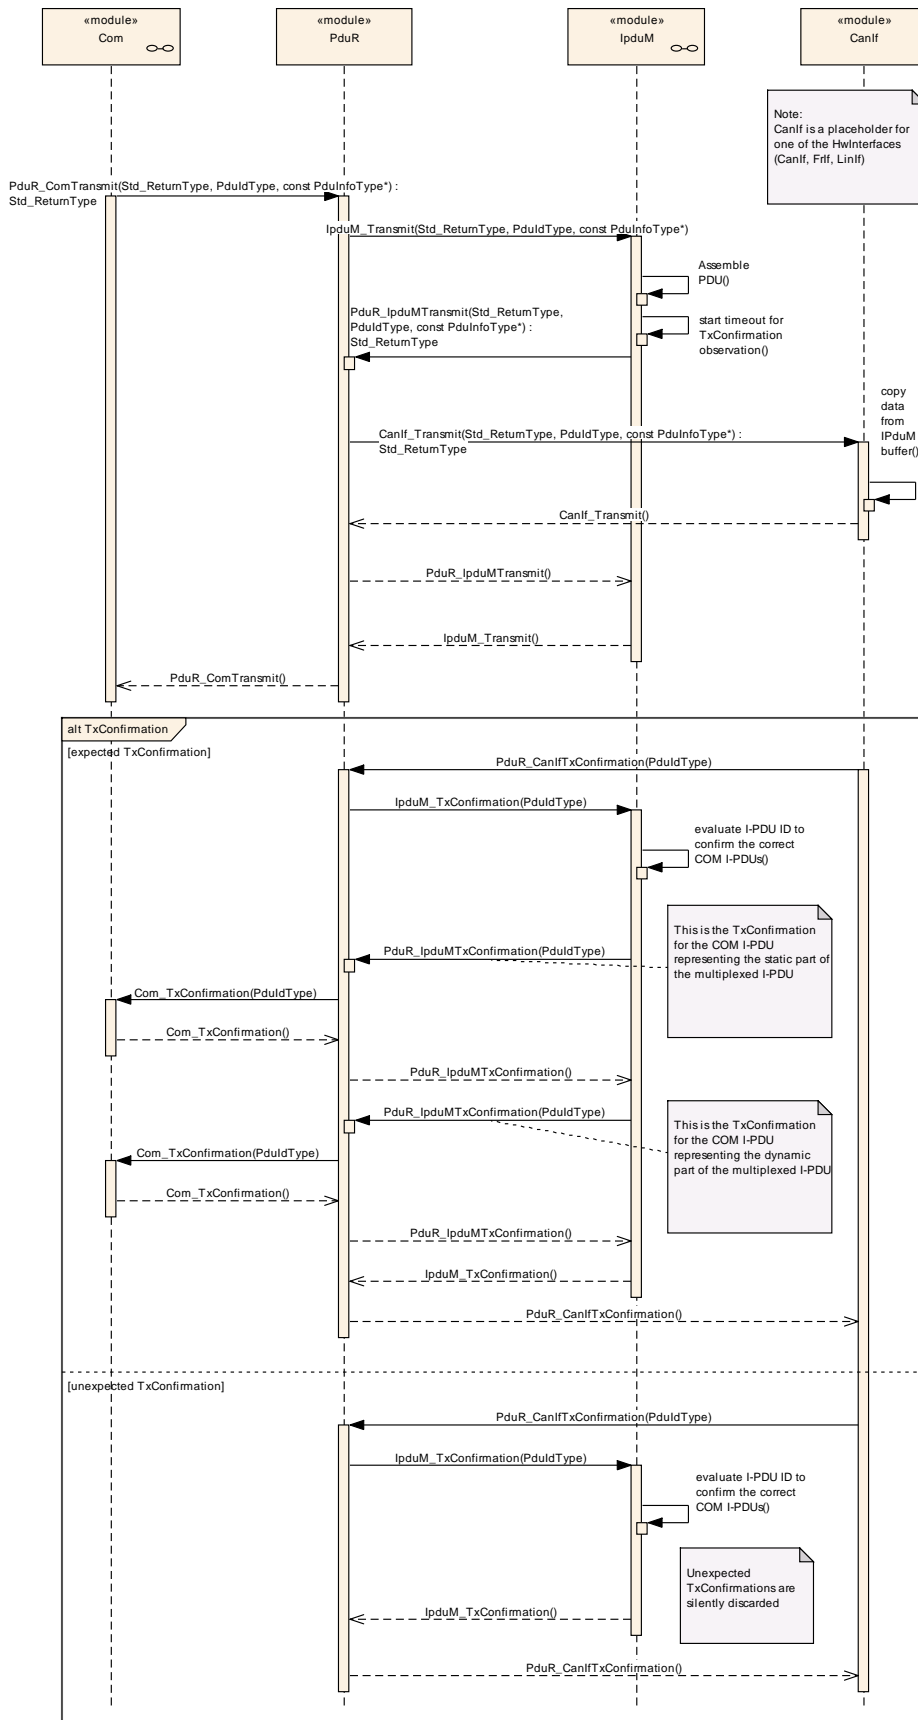 «module»
Com
«module»
PduR
«module»
IpduM
«module»
CanIf
Note:
CanIf is a placeholder for
one of the HwInterfaces
(CanIf, FrIf, LinIf)
PduR_ComTransmit(Std_ReturnType, PduIdType, const PduInfoType*) :
Std_ReturnType
IpduM_Transmit(Std_ReturnType, PduIdType, const PduInfoType*)
Assemble
PDU()
PduR_IpduMTransmit(Std_ReturnType,
PduIdType, const PduInfoType*) :
Std_ReturnType
start timeout for
TxConfirmation
observation()
copy
data
from
IPduM
buffer()
CanIf_Transmit(Std_ReturnType, PduIdType, const PduInfoType*) :
Std_ReturnType
CanIf_Transmit()
PduR_IpduMTransmit()
IpduM_Transmit()
PduR_ComTransmit()
alt TxConfirmation
[expected TxConfirmation]
PduR_CanIfTxConfirmation(PduIdType)
IpduM_TxConfirmation(PduIdType)
evaluate I-PDU ID to
confirm the correct
COM I-PDUs()
This is the TxConfirmation
for the COM I-PDU
representing the static part of
the multiplexed I-PDU
PduR_IpduMTxConfirmation(PduIdType)
Com_TxConfirmation(PduIdType)
Com_TxConfirmation()
PduR_IpduMTxConfirmation()
PduR_IpduMTxConfirmation(PduIdType)
This is the TxConfirmation
for the COM I-PDU
representing the dynamic
part of the multiplexed I-PDU
Com_TxConfirmation(PduIdType)
Com_TxConfirmation()
PduR_IpduMTxConfirmation()
IpduM_TxConfirmation()
PduR_CanIfTxConfirmation()
[unexpected TxConfirmation]
PduR_CanIfTxConfirmation(PduIdType)
IpduM_TxConfirmation(PduIdType)
evaluate I-PDU ID to
confirm the correct
COM I-PDUs()
Unexpected
TxConfirmations are
silently discarded
IpduM_TxConfirmation()
PduR_CanIfTxConfirmation()